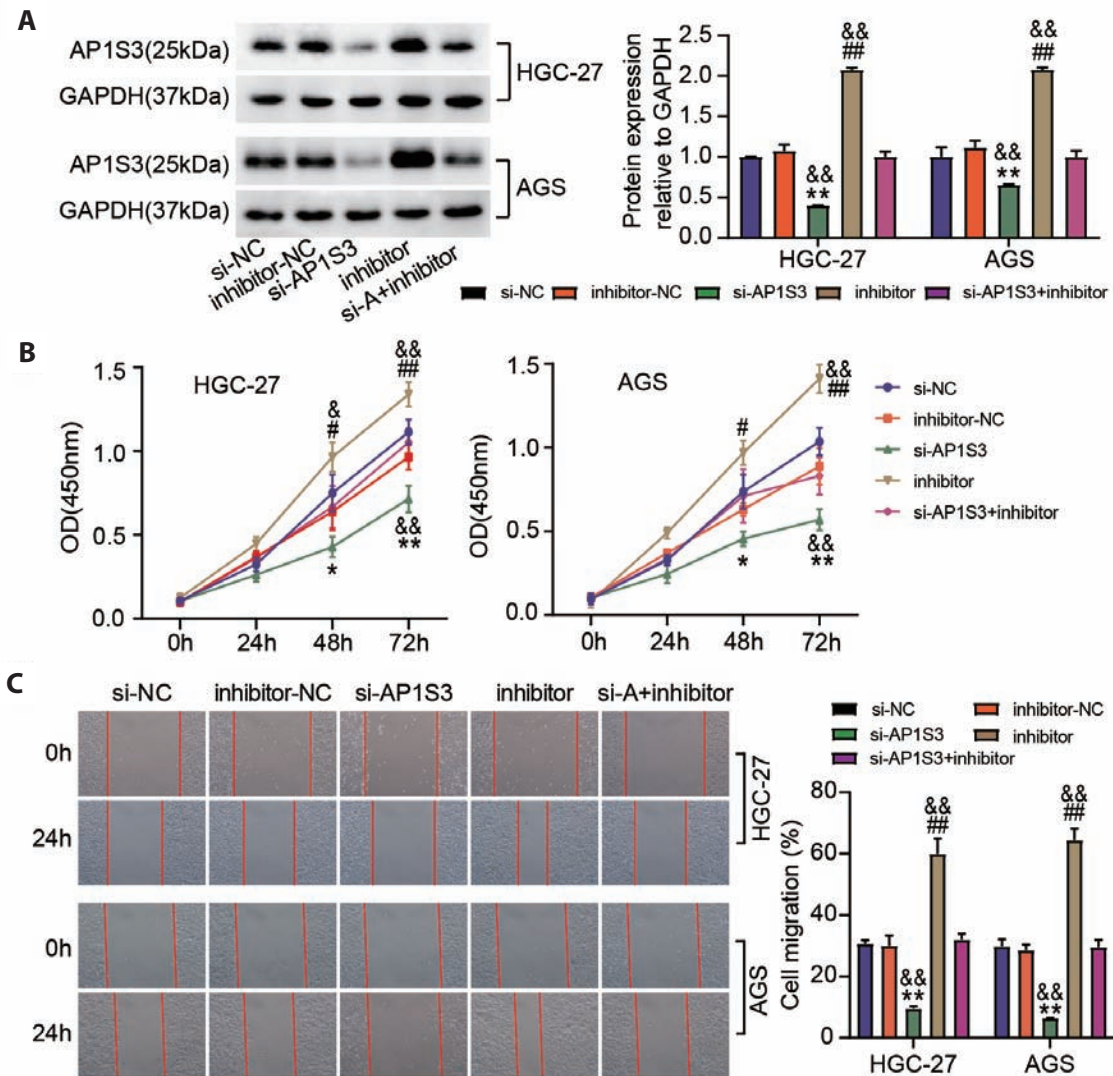 A
AP1S3(25kDa)
GAPDH(37kDa)
HGC-27
AP1S3(25kDa)
GAPDH(37kDa)
AGS
si-NC
inhibitor-NC
si-AP1S3
inhibitor
si-A+inhibitor
Protein expression
relative to GAPDH
2.5
2.0
1.5
1.0
0.5
0.0
&&
**
&&
##
&&
**
&&
##
HGC-27
AGS
si-NC
inhibitor-NC
si-AP1S3
inhibitor
si-AP1S3+inhibitor
B
HGC-27
OD(450nm)
1.5
1.0
0.5
0.0
0h
24h
48h
72h
&
#
*
&&
##
&&
**
AGS
OD(450nm)
1.5
1.0
0.5
0.0
0h
24h
48h
72h
#
*
&&
##
&&
**
si-NC
inhibitor-NC
si-AP1S3
inhibitor
si-AP1S3+inhibitor
C
si-NC
inhibitor-NC
si-AP1S3
inhibitor
si-A+inhibitor
0h
24h
HGC-27
0h
24h
AGS
si-NC
inhibitor-NC
si-AP1S3
inhibitor
si-AP1S3+inhibitor
Cell migration (%)
80
60
40
20
0
&&
**
&&
##
&&
**
&&
##
HGC-27
AGS